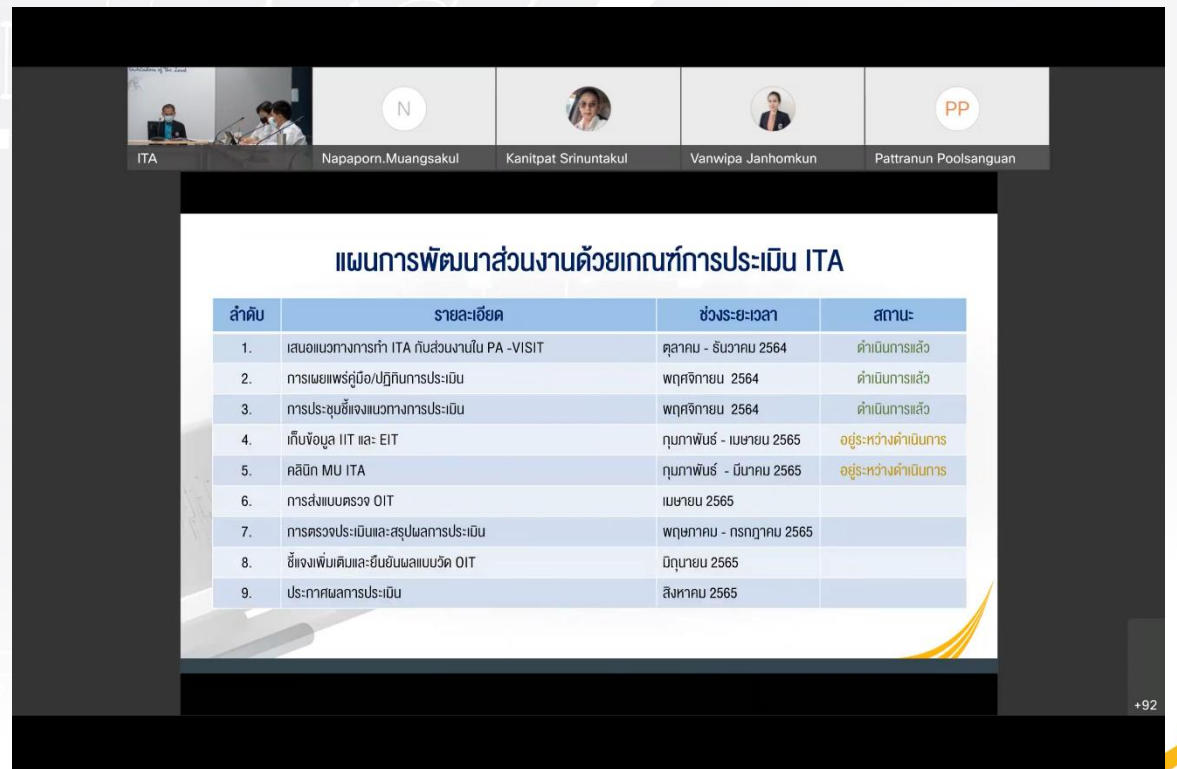 ITA
Napaporn.Muangsakul
Kanitpat Srinuntakul
Vanwipa Janhomkun
PP
Pattranun Poolsanguan
N
แผนการพัฒนาส่วนงานด้วยเกณฑ์การประเมิน ITA
ลำดับ รายละเอียด ช่วงระยะเวลา สถานะ
1. เสนอแนวทางการทำ ITA กับส่วนงานใน PA -VISIT ตุลาคม - ธันวาคม 2564 ดำเนินการแล้ว
2. การเผยแพร่คู่มือ/ปฏิทินการประเมิน พฤศจิกายน 2564 ดำเนินการแล้ว
3. การประชุมชี้แจงแนวทางการประเมิน พฤศจิกายน 2564 ดำเนินการแล้ว
4. เก็บข้อมูล IIT และ EIT กุมภาพันธ์ - เมษายน 2565 อยู่ระหว่างดำเนินการ
5. คลินิก MU ITA กุมภาพันธ์ - มีนาคม 2565 อยู่ระหว่างดำเนินการ
6. การส่งแบบตรวจ OIT เมษายน 2565
7. การตรวจประเมินและสรุปผลการประเมิน พฤษภาคม - กรกฎาคม 2565
8. ชี้แจงเพิ่มเติมและยืนยันผลแบบวัด OIT มิถุนายน 2565
9. ประกาศผลการประเมิน สิงหาคม 2565
+92